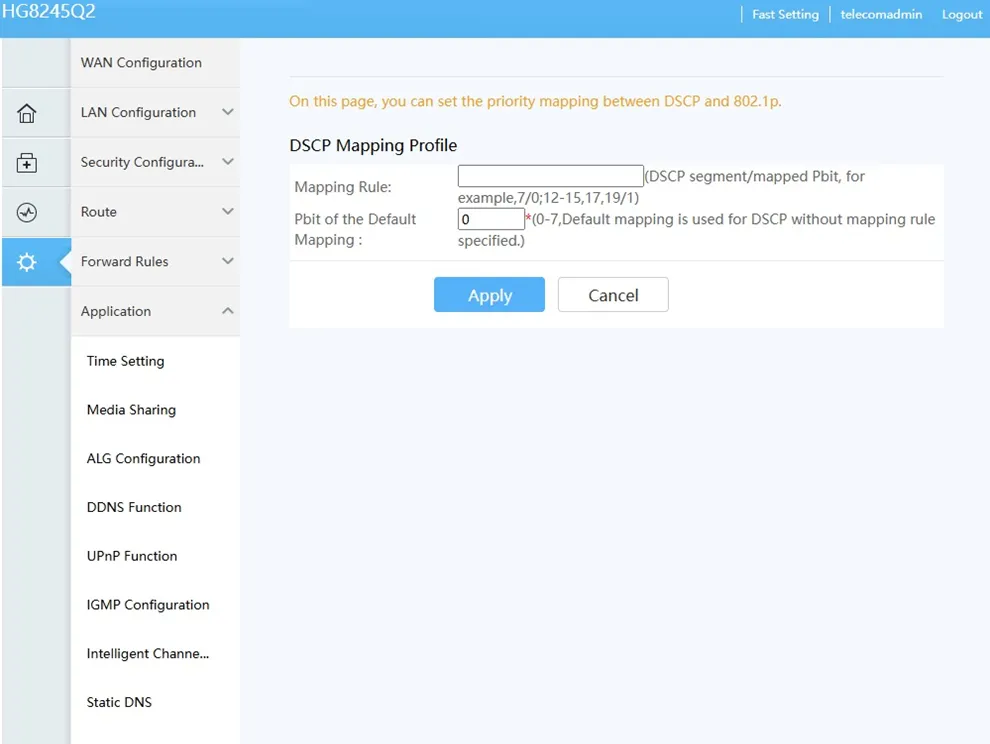 HG8245Q2
Fast Setting
telecomadmin
Logout
WAN Configuration
LAN Configuration
Security Configura...
Route
Forward Rules
Application
Time Setting
Media Sharing
ALG Configuration
DDNS Function
UPnP Function
IGMP Configuration
Intelligent Channe...
Static DNS
On this page, you can set the priority mapping between DSCP and 802.1p.
DSCP Mapping Profile
Mapping Rule:
(DSCP segment/mapped Pbit, for
example,7/0;12-15,17,19/1)
Pbit of the Default
Mapping :
0 *(0-7,Default mapping is used for DSCP without mapping rule
specified.)
Apply
Cancel